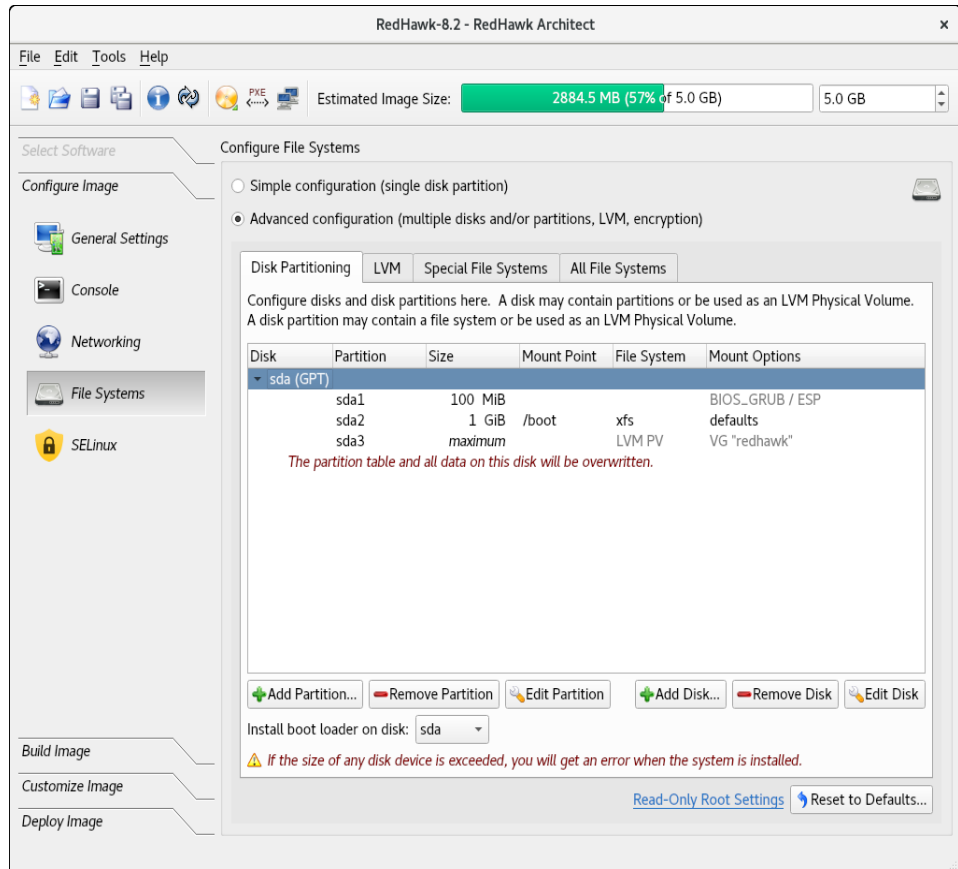 RedHawk-8.2 - RedHawk Architect
×
File Edit Tools Help
PXE
Estimated Image Size:
2884.5 MB (57% of 5.0 GB)
5.0 GB
Select Software
Configure Image
General Settings
Console
Networking
File Systems
SELinux
Build Image
Customize Image
Deploy Image
Configure File Systems
Simple configuration (single disk partition)
Advanced configuration (multiple disks and/or partitions, LVM, encryption)
Disk Partitioning LVM Special File Systems All File Systems
Configure disks and disk partitions here. A disk may contain partitions or be used as an LVM Physical Volume.
A disk partition may contain a file system or be used as an LVM Physical Volume.
Disk Partition Size Mount Point File System Mount Options
sda (GPT)
sda1 100 MiB BIOS_GRUB / ESP
sda2 1 GiB /boot xfs defaults
sda3 maximum LVM PV VG "redhawk"
The partition table and all data on this disk will be overwritten.
Add Partition... Remove Partition Edit Partition Add Disk... Remove Disk Edit Disk
Install boot loader on disk: sda
If the size of any disk device is exceeded, you will get an error when the system is installed.
Read-Only Root Settings Reset to Defaults...